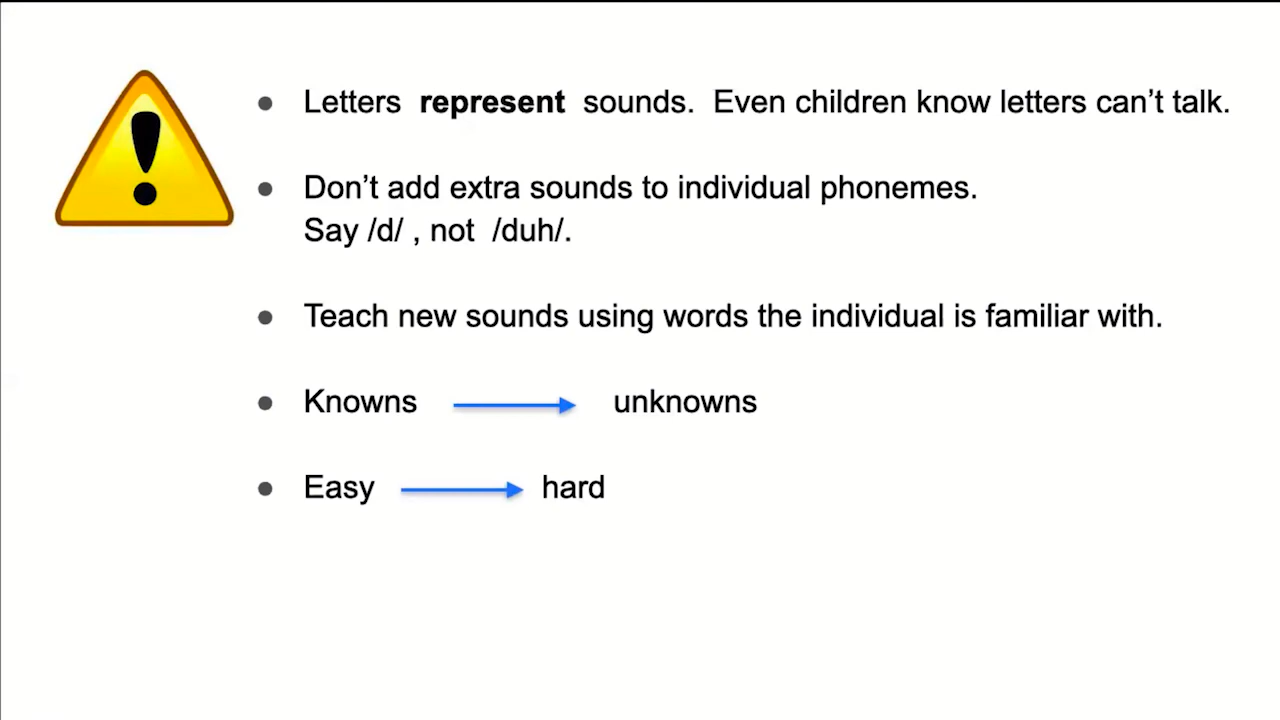 Letters represent sounds. Even children know letters can’t talk.
Don’t add extra sounds to individual phonemes.
Say /d/ , not /duh/.
Teach new sounds using words the individual is familiar with.
Knowns unknowns
Easy hard